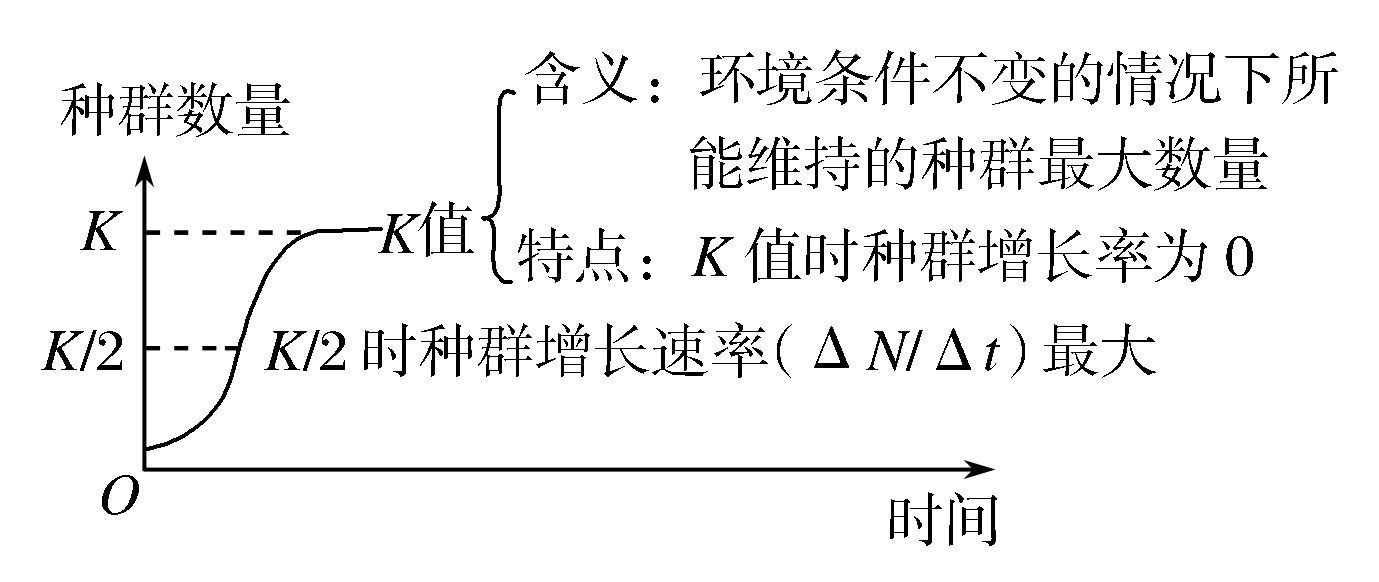 种群数量
含义：环境条件不变的情况下所
能维持的种群最大数量
K
K值
特点：K值时种群增长率为0
K/2
K/2时种群增长速率(ΔN/Δt)最大
O
时间